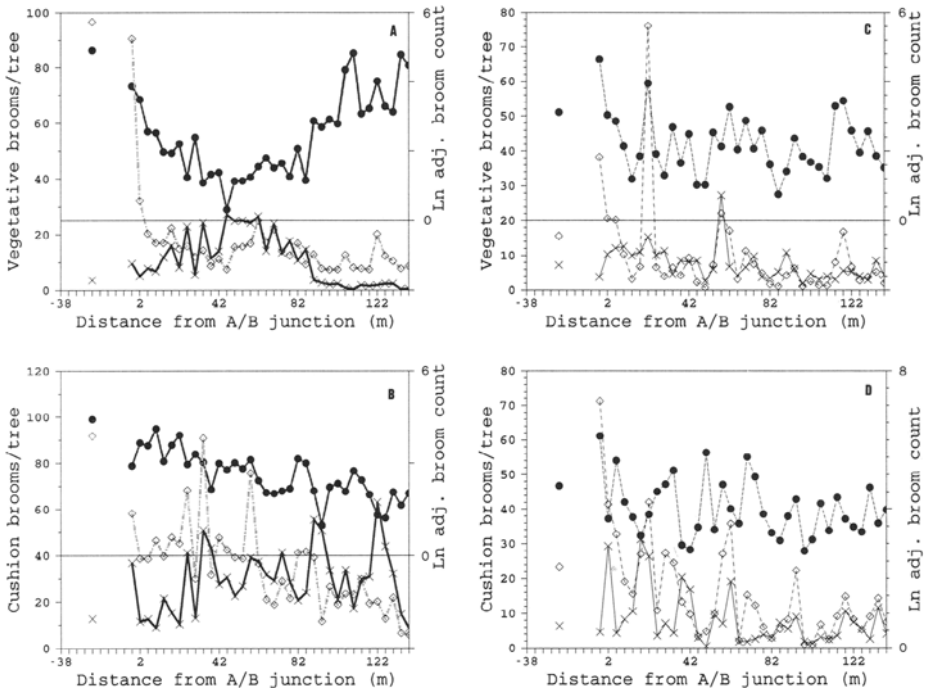 A
Vegetative brooms/tree
100
80
60
40
20
0
6
0
Ln adj. broom count
-38 2 42 82 122
Distance from A/B junction (m)
C
Vegetative brooms/tree
80
70
60
50
40
30
20
10
0
6
0
Ln adj. broom count
-38 2 42 82 122
Distance from A/B junction (m)
B
Cushion brooms/tree
120
100
80
60
40
20
0
6
0
Ln adj. broom count
-38 2 42 82 122
Distance from A/B junction (m)
D
Cushion brooms/tree
80
70
60
50
40
30
20
10
0
8
0
Ln adj. broom count
-38 2 42 82 122
Distance from A/B junction (m)